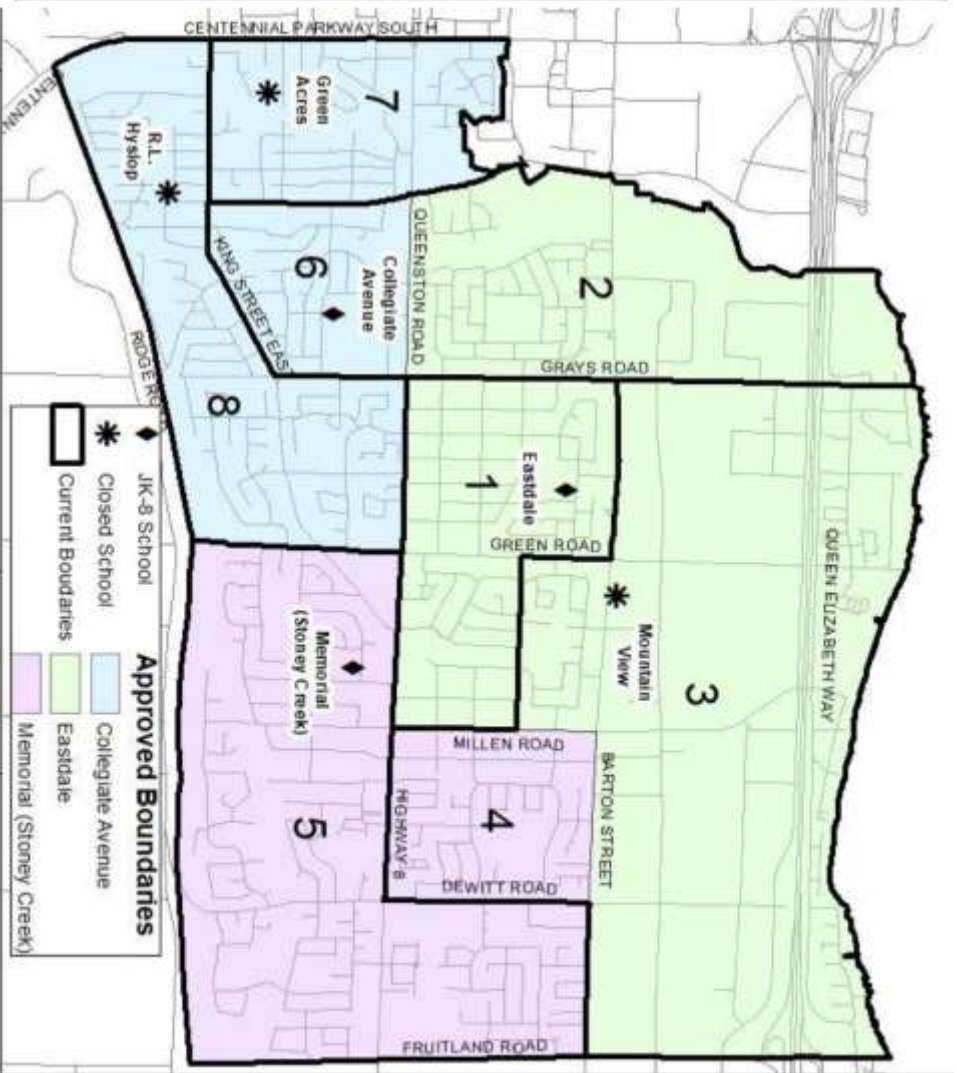 CENTENNIAL PARKWAY SOUTH
7
Green
Acres
R.L.
Hyslop
KING STREET EAST
6
Collegiate
Avenue
QUEENSTON ROAD
2
GRAYS ROAD
8
1
Eastdale
GREEN ROAD
QUEEN ELIZABETH WAY
Mountain
View
3
Memorial
(Stoney Creek)
MILLEN ROAD
BARTON STREET
4
HIGHWAY 8
5
DEWITT ROAD
FRUITLAND ROAD
RIDGE ROAD
Approved Boundaries
JK-8 School
Closed School
Current Boudaries
Collegiate Avenue
Eastdale
Memorial (Stoney Creek)